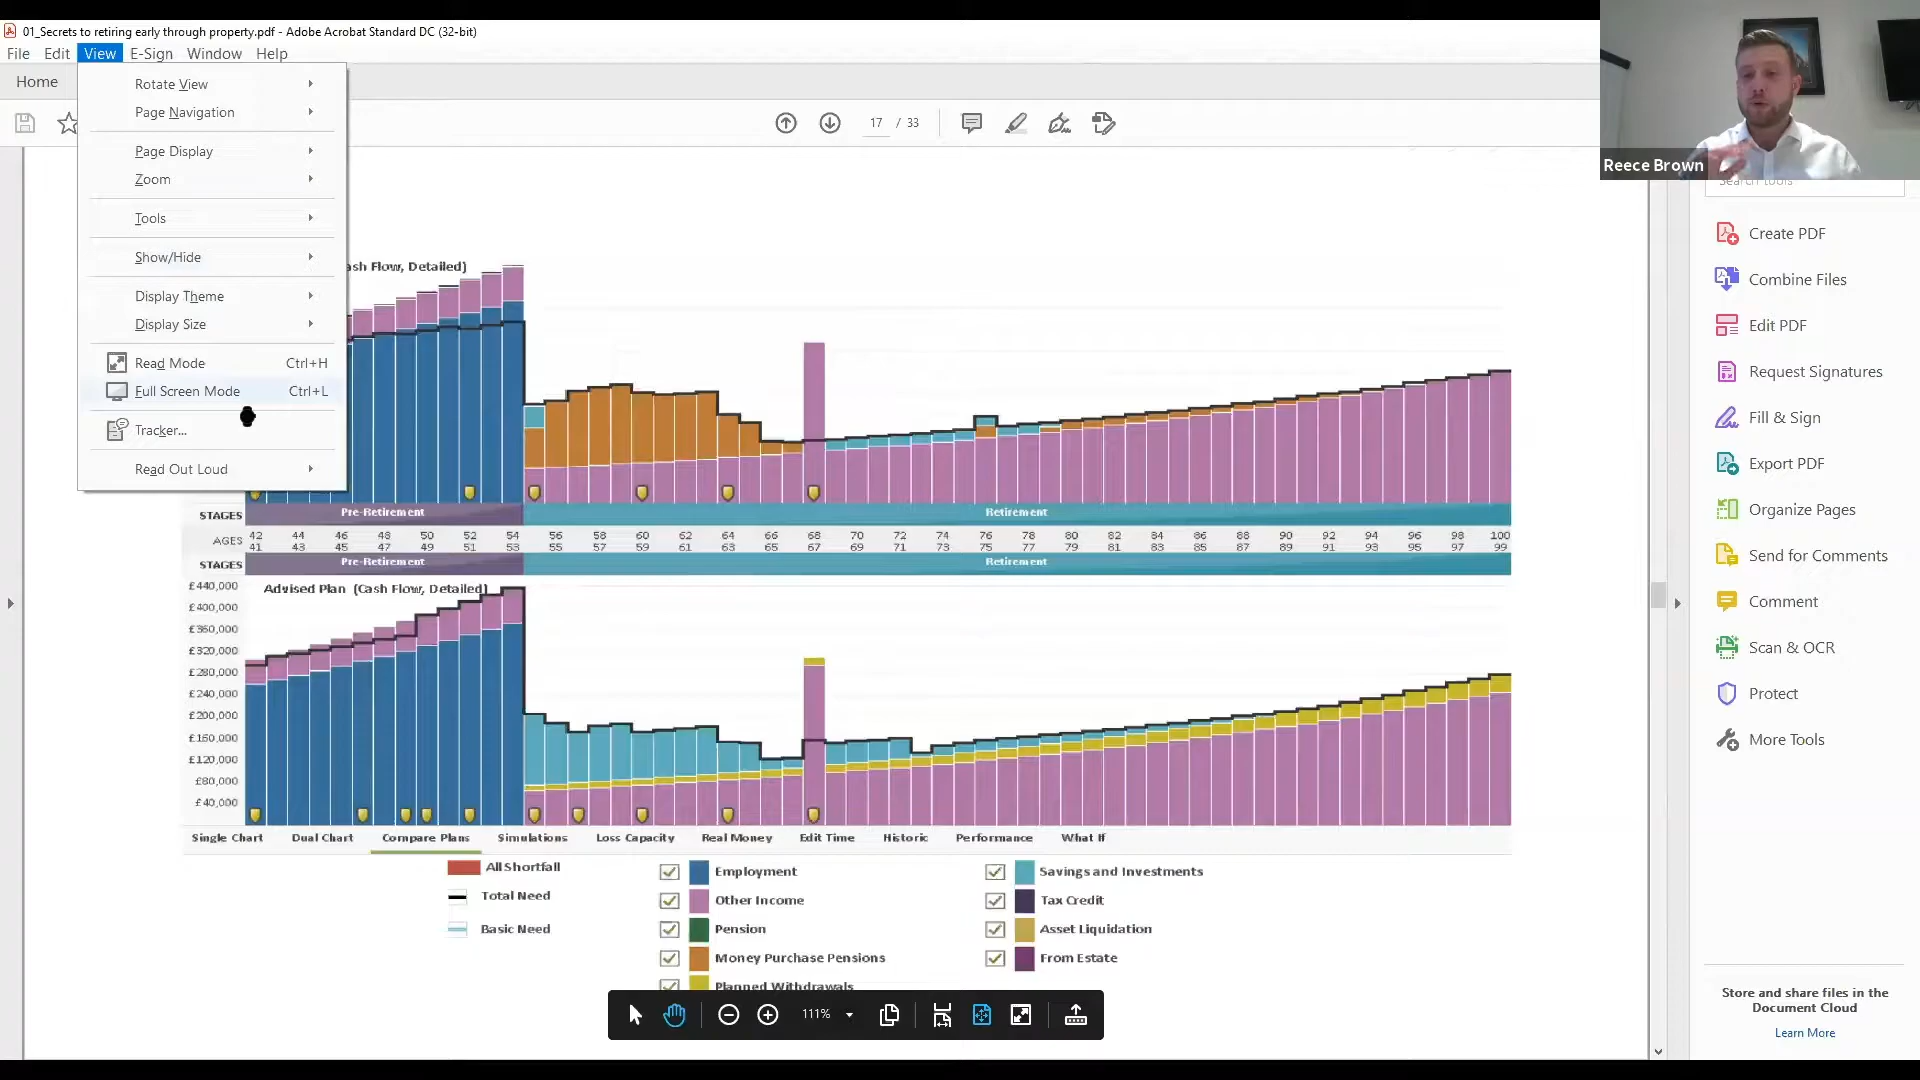 01_Secrets to retiring early through property.pdf - Adobe Acrobat Standard DC (32-bit)
File Edit View E-Sign Window Help
Home
Rotate View
Page Navigation
Page Display
Zoom
Tools
Show/Hide
Display Theme
Display Size
Read Mode Ctrl+H
Full Screen Mode Ctrl+L
Tracker...
Read Out Loud
17 / 33
Reece Brown
Search tools
Create PDF
Combine Files
Edit PDF
Request Signatures
Fill & Sign
Export PDF
Organize Pages
Send for Comments
Comment
Scan & OCR
Protect
More Tools
Store and share files in the
Document Cloud
Learn More
ash Flow, Detailed)
STAGES Pre-Retirement Retirement
AGES 42 44 46 48 50 52 54 56 58 60 62 64 66 68 70 72 74 76 78 80 82 84 86 88 90 92 94 96 98 100
41 43 45 47 49 51 53 55 57 59 61 63 65 67 69 71 73 75 77 79 81 83 85 87 89 91 93 95 97 99
STAGES Pre-Retirement Retirement
Advised Plan (Cash Flow, Detailed)
£440,000
£400,000
£360,000
£320,000
£280,000
£240,000
£200,000
£160,000
£120,000
£80,000
£40,000
Single Chart Dual Chart Compare Plans Simulations Loss Capacity Real Money Edit Time Historic Performance What If
All Shortfall
Total Need
Basic Need
Employment
Other Income
Pension
Money Purchase Pensions
Planned Withdrawals
Savings and Investments
Tax Credit
Asset Liquidation
From Estate
111%